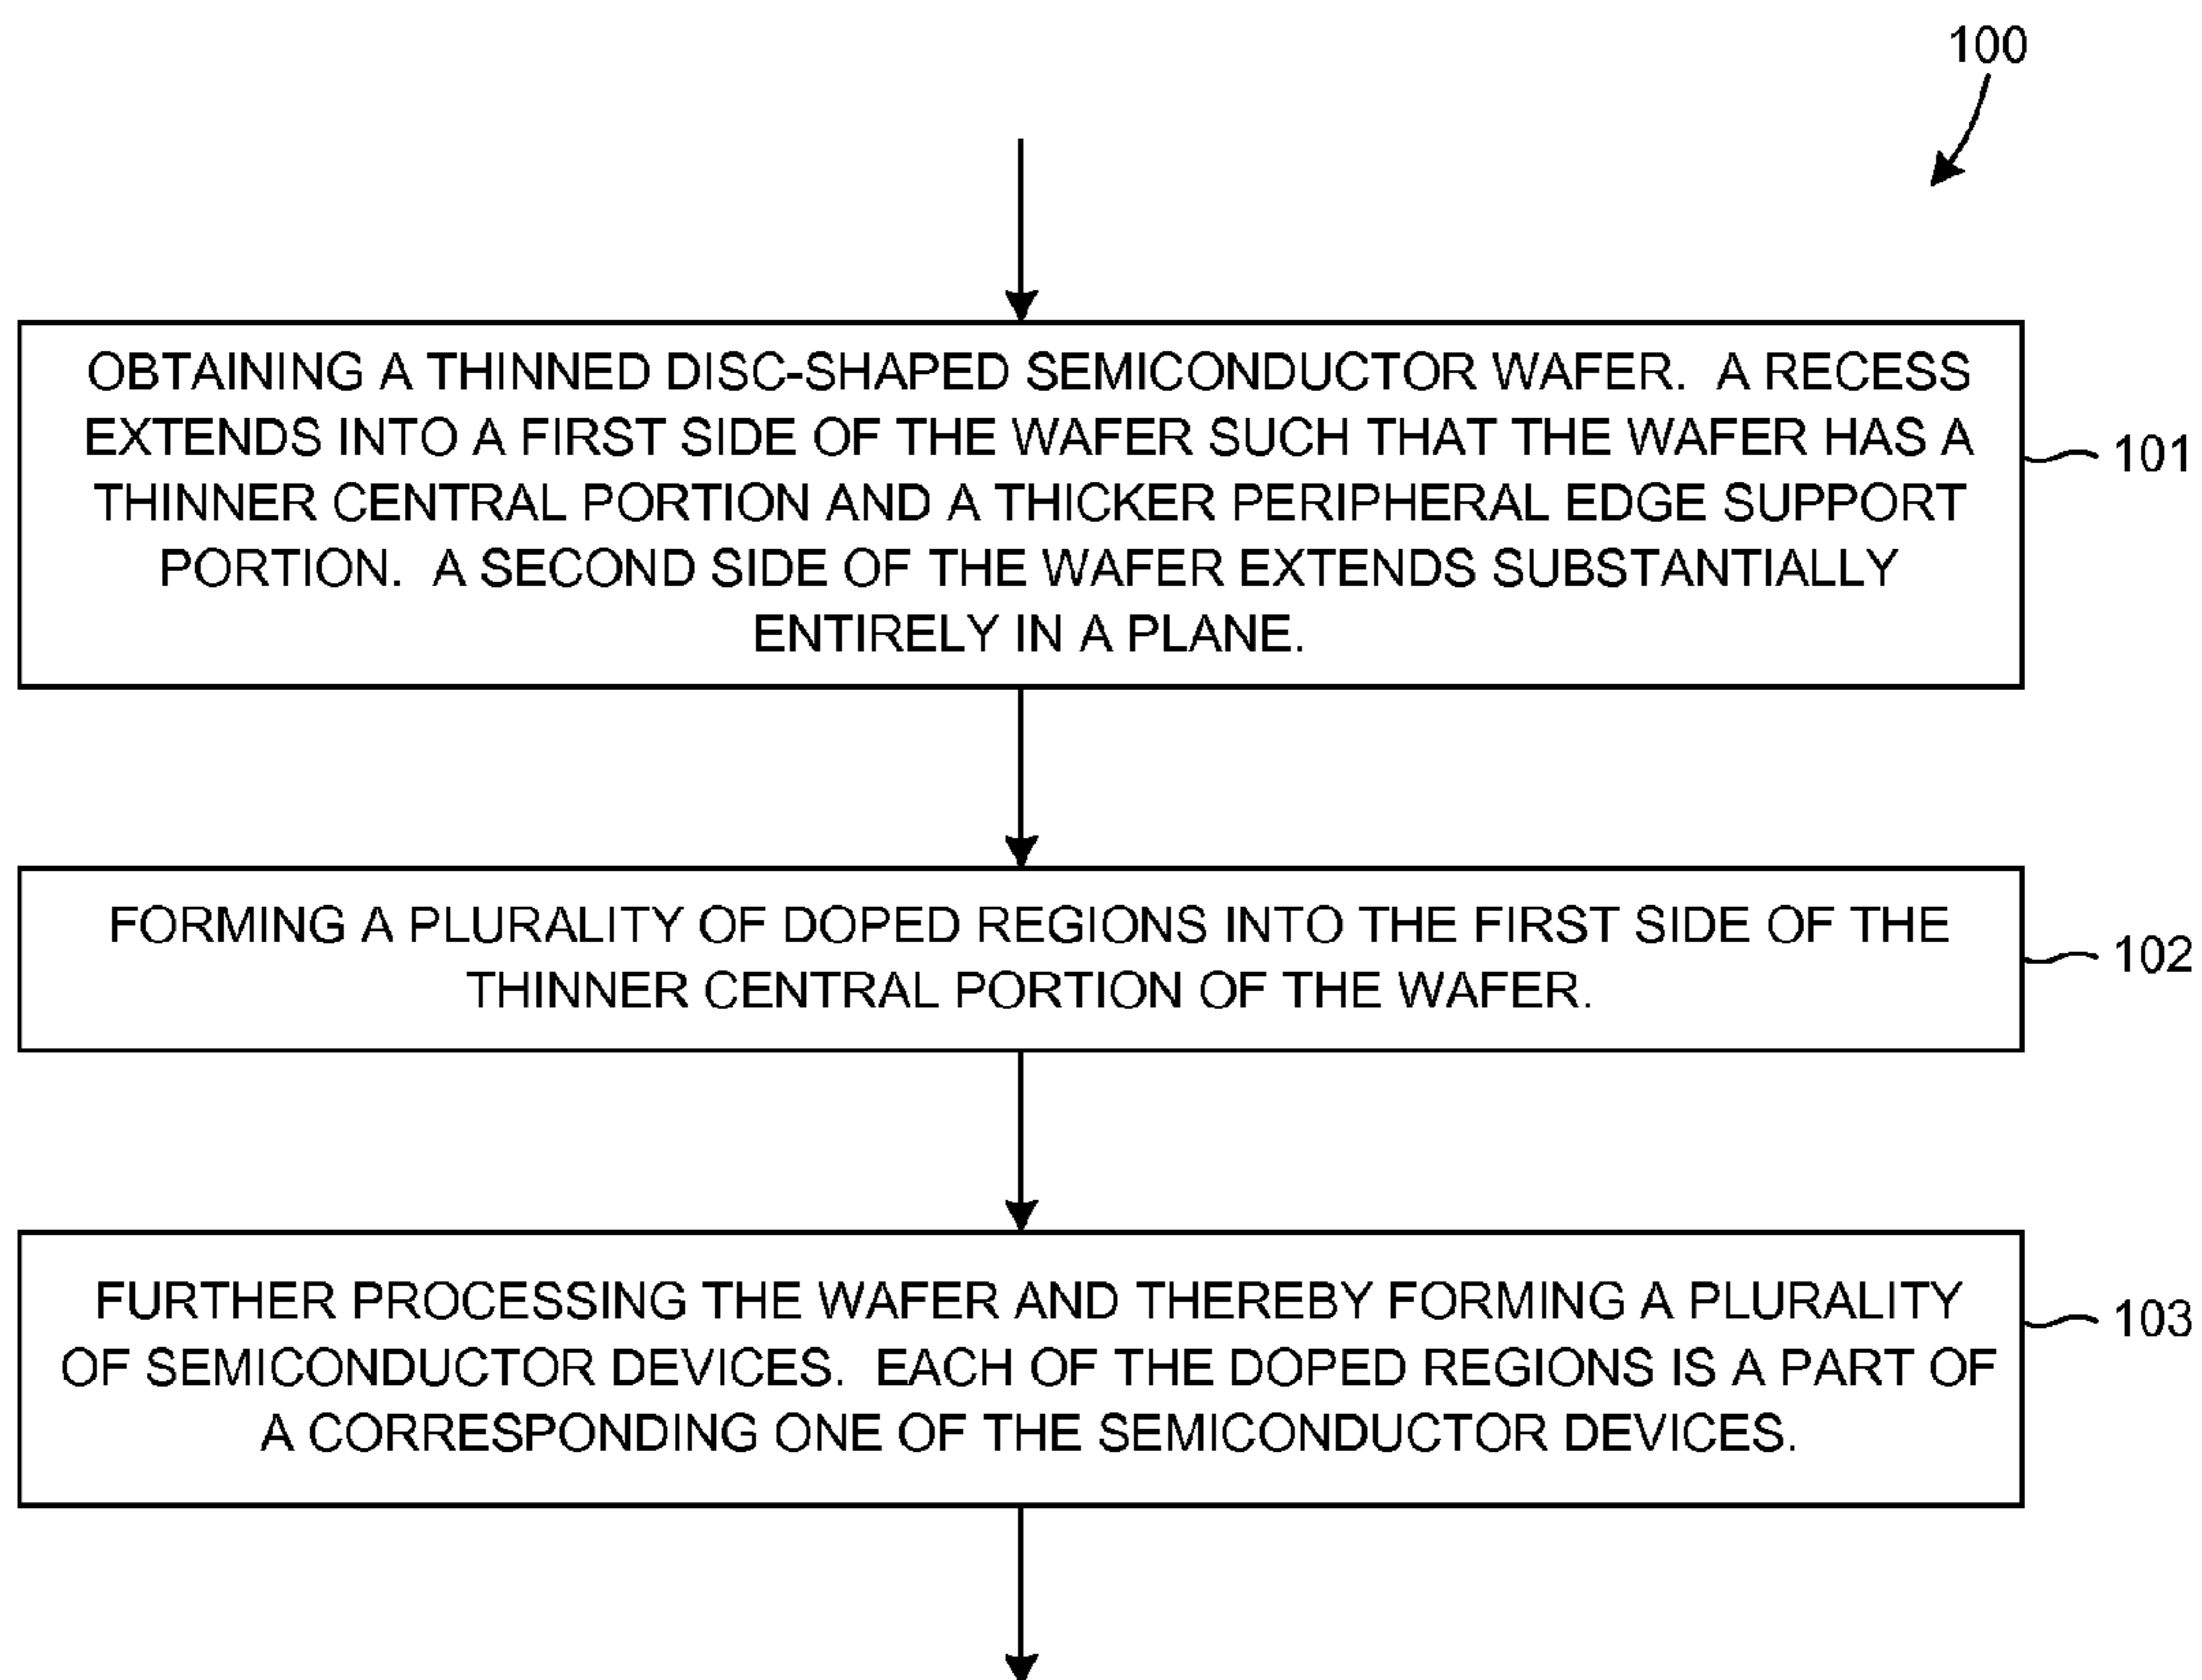 100
OBTAINING A THINNED DISC-SHAPED SEMICONDUCTOR WAFER. A RECESS
EXTENDS INTO A FIRST SIDE OF THE WAFER SUCH THAT THE WAFER HAS A
THINNER CENTRAL PORTION AND A THICKER PERIPHERAL EDGE SUPPORT
PORTION. A SECOND SIDE OF THE WAFER EXTENDS SUBSTANTIALLY
ENTIRELY IN A PLANE.
101
FORMING A PLURALITY OF DOPED REGIONS INTO THE FIRST SIDE OF THE
THINNER CENTRAL PORTION OF THE WAFER.
102
FURTHER PROCESSING THE WAFER AND THEREBY FORMING A PLURALITY
OF SEMICONDUCTOR DEVICES. EACH OF THE DOPED REGIONS IS A PART OF
A CORRESPONDING ONE OF THE SEMICONDUCTOR DEVICES.
103